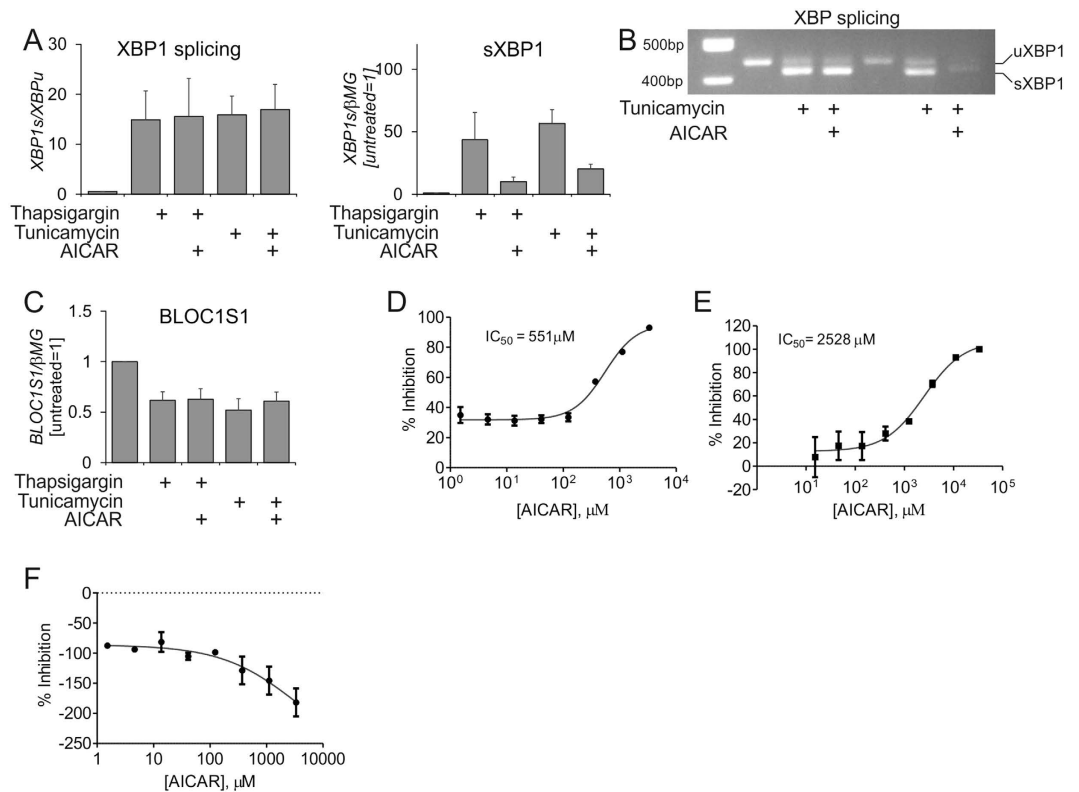 A
XBP1 splicing
XBP1s/XBPu
30
20
10
0
Thapsigargin + +
Tunicamycin + +
AICAR + +
sXBP1
XBP1s/βMG
[untreated=1]
100
50
0
Thapsigargin + +
Tunicamycin + +
AICAR + +
B
XBP splicing
500bp
400bp
uXBP1
sXBP1
Tunicamycin + + + +
AICAR + +
C
BLOC1S1
BLOC1S1/βMG
[untreated=1]
1.5
1
0.5
0
Thapsigargin + +
Tunicamycin + +
AICAR + +
D
IC50 = 551μM
% Inhibition
100
80
60
40
20
0
10^0 10^1 10^2 10^3 10^4
[AICAR], μM
E
IC50= 2528 μM
% Inhibition
120
100
80
60
40
20
0
-20
10^1 10^2 10^3 10^4 10^5
[AICAR], μM
F
% Inhibition
0
-50
-100
-150
-200
-250
1 10 100 1000 10000
[AICAR], μM